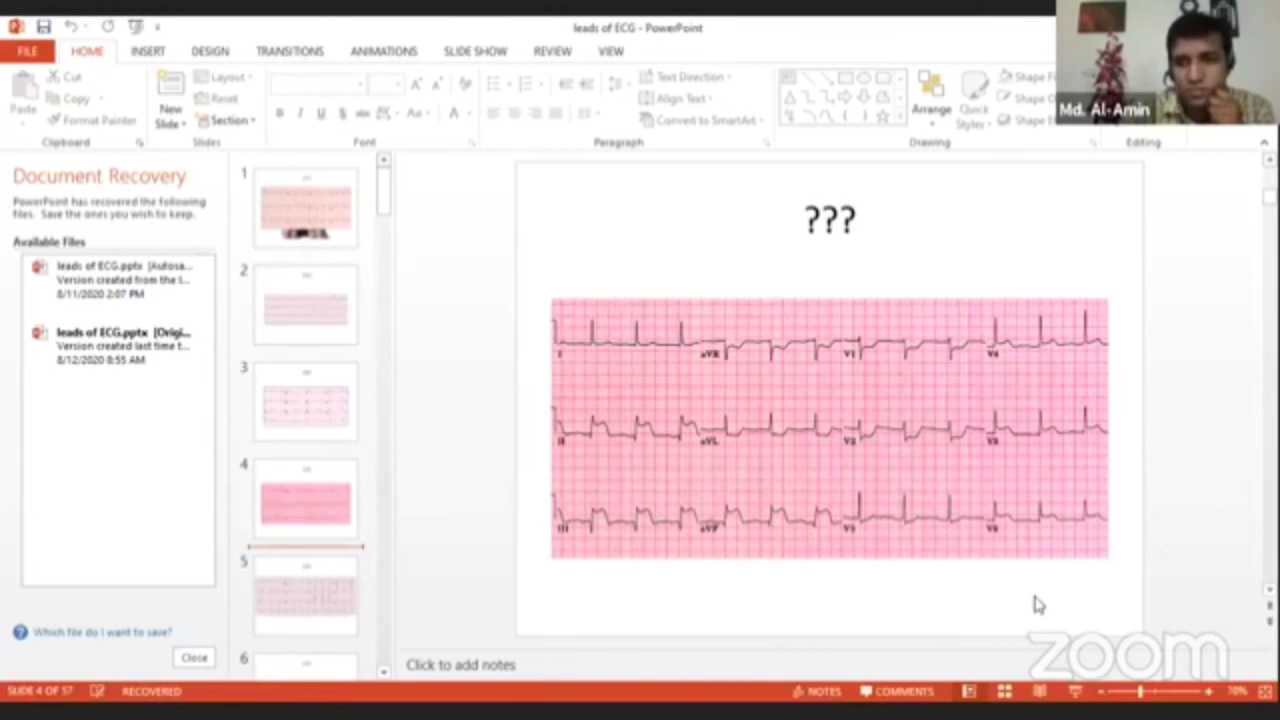 leads of ECG - PowerPoint
FILE HOME INSERT DESIGN TRANSITIONS ANIMATIONS SLIDE SHOW REVIEW VIEW
Paste
Cut
Copy
Format Painter
Clipboard
New
Slide
Layout
Reset
Section
Slides
Font
Text Direction
Align Text
Convert to SmartArt
Paragraph
Arrange
Quick
Styles
Shape
Shape
Shape
Drawing
Editing
Md. Al-Amin
Document Recovery
PowerPoint has recovered the following
files. Save the ones you wish to keep.
Available Files
leads of ECG.pptx [Autosa...
Version created from the l...
8/11/2020 2:07 PM
leads of ECG.pptx [Origi...
Version created last time t...
8/12/2020 8:55 AM
Which file do I want to save?
Close
1
2
3
4
5
6
???
I aVR V1 V4
II aVL V2
III aVF V6
Click to add notes
zoom
SLIDE 4 OF 57 RECOVERED NOTES COMMENTS 78%